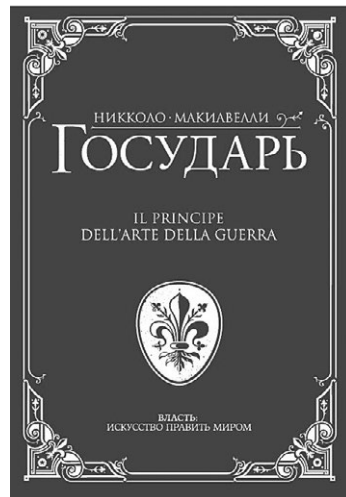 НИККОЛО · МАКИАВЕЛЛИ
ГОСУДАРЬ
IL PRINCIPE
DELL'ARTE DELLA GUERRA
ВЛАСТЬ:
ИСКУССТВО ПРАВИТЬ МИРОМ